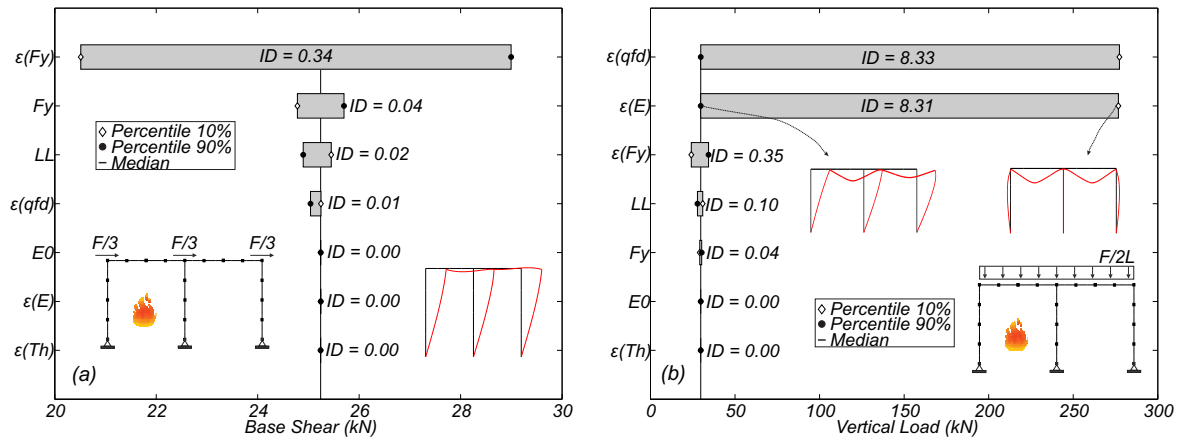 ε(Fy)
Fy
LL
ε(qfd)
E0
ε(E)
ε(Th)
ID = 0.34
ID = 0.04
ID = 0.02
ID = 0.01
ID = 0.00
ID = 0.00
ID = 0.00
Percentile 10%
Percentile 90%
Median
F/3 F/3 F/3
(a)
20 22 24 26 28 30
Base Shear (kN)
ε(qfd)
ε(E)
ε(Fy)
LL
Fy
E0
ε(Th)
ID = 8.33
ID = 8.31
ID = 0.35
ID = 0.10
ID = 0.04
ID = 0.00
ID = 0.00
F/2L
Percentile 10%
Percentile 90%
Median
(b)
0 50 100 150 200 250 300
Vertical Load (kN)